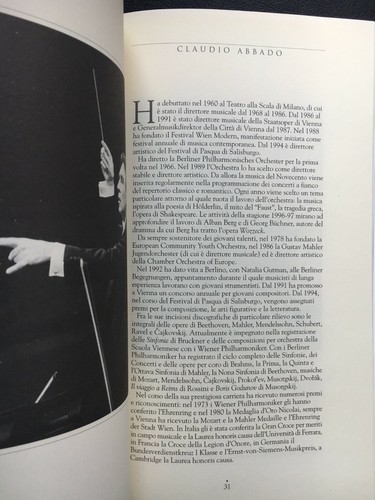 CLAUDIO ABBADO
Ha debuttato nel 1960 al Teatro alla Scala di Milano, di cui
è stato direttore musicale dal 1968 al 1986. Dal 1986 al
1991 è stato direttore musicale della Staatsoper di Vienna
e Generalmusikdirektor della Città di Vienna dal 1987. Nel 1988
ha fondato il Festival Wien Modern, manifestazione iniziata come
festival annuale di musica contemporanea. Dal 1994 è direttore
artistico del Festival di Pasqua di Salisburgo.
Ha diretto la Berliner Philharmonisches Orchester per la prima
volta nel 1966. Nel 1989 l'Orchestra lo ha scelto come direttore
stabile e direttore artistico. Da allora la musica del Novecento viene
inserita regolarmente nella programmazione dei concerti a fianco
del repertorio classico e romantico. Ogni anno viene scelto un tema
particolare attorno al quale ruota il lavoro dell'orchestra: la musica
ispirata alla poesia di Hölderlin, il mito del "Faust", la tragedia greca,
l'opera di Shakespeare. Le attività della stagione 1996-97 mirano ad
approfondire il lavoro di Alban Berg e di Georg Büchner, autore del
dramma da cui Berg ha tratto l'opera Wozzeck.
Da sempre sostenitore dei giovani talenti, nel 1978 ha fondato la
European Community Youth Orchestra, nel 1986 la Gustav Mahler
Jugendorchester (di cui è direttore musicale) ed è direttore artistico
della Chamber Orchestra of Europe.
Nel 1992 ha dato vita a Berlino, con Natalia Gutman, alle Berliner
Begegnungen, appuntamento durante il quale musicisti di lunga
esperienza lavorano con giovani strumentisti. Dal 1991 ha promosso
a Vienna un concorso annuale per giovani compositori. Dal 1994,
nel corso del Festival di Pasqua di Salisburgo, vengono assegnati
premi per la composizione, le arti figurative e la letteratura.
Fra le sue incisioni discografiche di particolare rilievo sono le
integrali delle opere di Beethoven, Mahler, Mendelssohn, Schubert,
Ravel e Čajkovskij. Attualmente è impegnato nella registrazione
delle Sinfonie di Bruckner e delle composizioni per orchestra della
Scuola Viennese con i Wiener Philharmoniker. Con i Berliner
Philharmoniker ha registrato il ciclo completo delle Sinfonie, dei
Concerti e delle opere per coro di Brahms, la Prima, la Quinta e
l'Ottava Sinfonia di Mahler, la Nona Sinfonia di Beethoven, musiche
di Mozart, Mendelssohn, Čajkovskij, Prokof'ev, Musorgskij, Dvořák,
Il viaggio a Reims di Rossini e Boris Godunov di Musorgskij.
Nel corso della sua prestigiosa carriera ha ricevuto numerosi premi
e riconoscimenti: nel 1973 i Wiener Philharmoniker gli hanno
conferito l'Ehrenring e nel 1980 la Medaglia d'Oro Nicolai, sempre
a Vienna ha ricevuto la Mozart e la Mahler Medaille e l'Ehrenring
der Stadt Wien. In Italia gli è stata conferita la Gran Croce per meriti
in campo musicale e la Laurea honoris causa dell'Università di Ferrara,
in Francia la Croce della Legion d'Onore, in Germania il
Bundesverdienstkreuz I Klasse e l'Ernst-von-Siemens-Musikpreis, a
Cambridge la Laurea honoris causa.
31